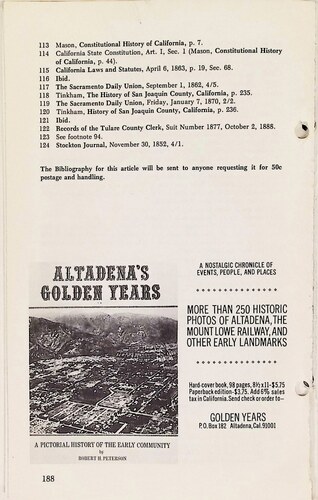 113 Mason, Constitutional History of California, p. 7.
114 California State Constitution, Art. 1, Sec. 1 (Mason, Constitutional History
of California, p. 44).
115 California Laws and Statutes, April 6, 1863, p. 19, Sec. 68.
116 Ibid.
117 The Sacramento Daily Union, September 1, 1862, 4/5.
118 Tinkham, The History of San Joaquin County, California, p. 235.
119 The Sacramento Daily Union, Friday, January 7, 1870, 2/2.
120 Tinkham, History of San Joaquin County, California, p. 236.
121 Ibid.
122 Records of the Tulare County Clerk, Suit Number 1877, October 2, 1888.
123 See footnote 94.
124 Stockton Journal, November 30, 1852, 4/1.
The Bibliography for this article will be sent to anyone requesting it for 50c
postage and handling.
ALTADENA'S
GOLDEN YEARS
A PICTORIAL HISTORY OF THE EARLY COMMUNITY
by
ROBERT H. PETERSON
A NOSTALGIC CHRONICLE OF
EVENTS, PEOPLE, AND PLACES
MORE THAN 250 HISTORIC
PHOTOS OF ALTADENA, THE
MOUNT LOWE RAILWAY, AND
OTHER EARLY LANDMARKS
Hard-cover book, 98 pages, 8½ x 11-$5.75
Paperback edition-$3.75. Add 6% sales
tax in California. Send check or order to—
GOLDEN YEARS
P.O. Box 182 Altadena, Cal. 91001
188